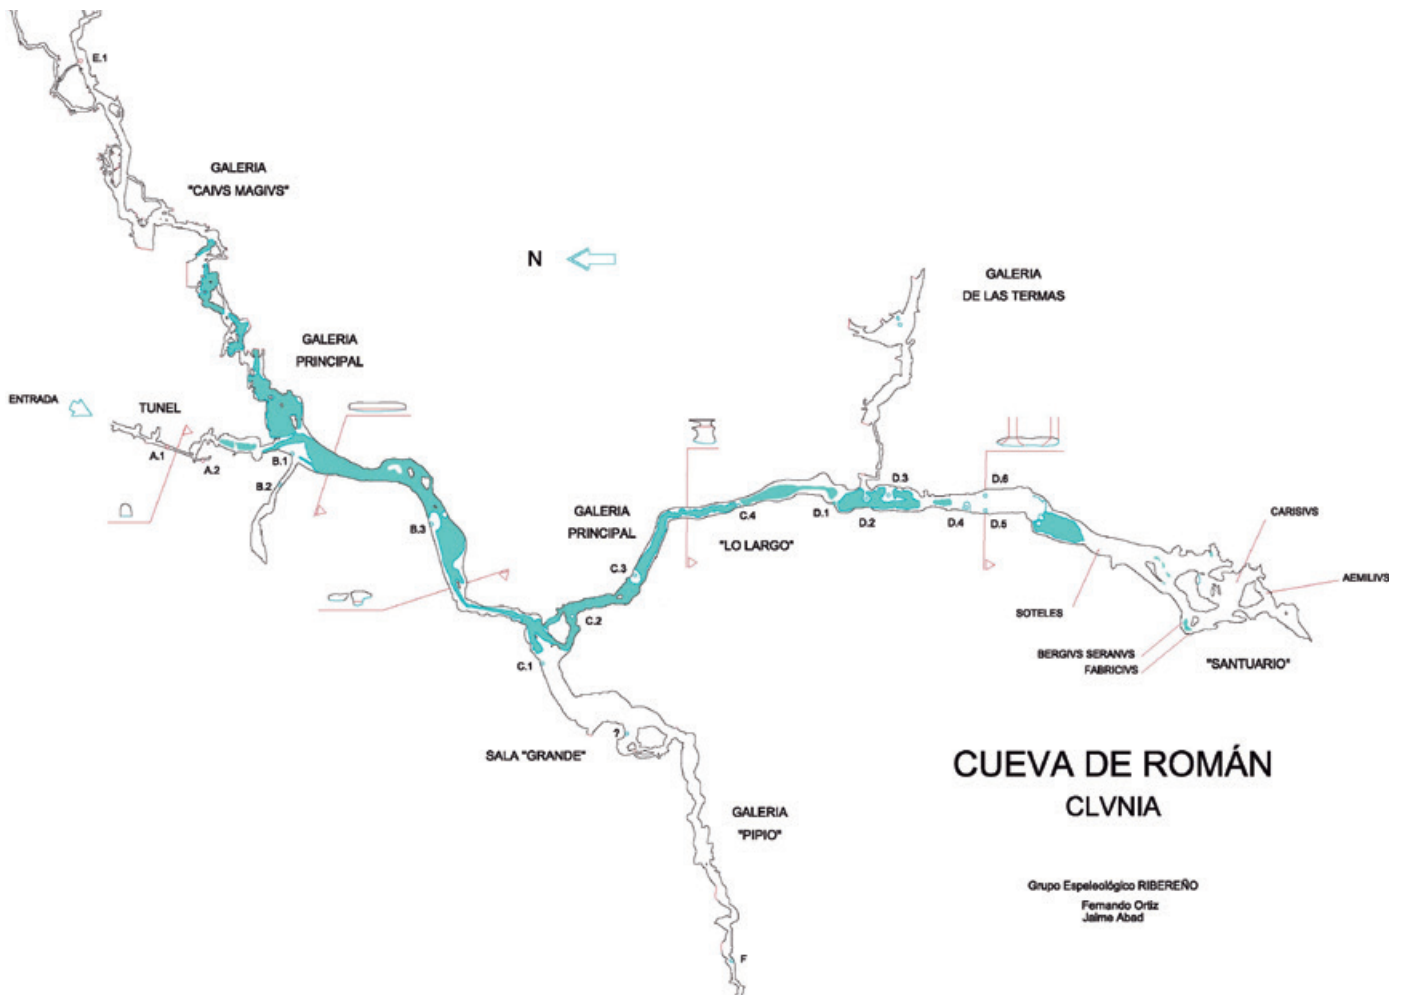 E.1
GALERIA
"CAIVS MAGIVS"
N
GALERIA
DE LAS TERMAS
GALERIA
PRINCIPAL
ENTRADA
TUNEL
A.1
A.2
B.1
B.2
B.3
GALERIA
PRINCIPAL
C.4
"LO LARGO"
D.1
D.2
D.3
D.4
D.5
D.6
CARISIVS
AEMILIVS
SOTELES
BERGIVS SERANVS
FABRICIVS
"SANTUARIO"
C.3
C.2
C.1
?
SALA "GRANDE"
GALERIA
"PIPIO"
F
CUEVA DE ROMÁN
CLVNIA
Grupo Espeleológico RIBEREÑO
Fernando Ortiz
Jaime Abad